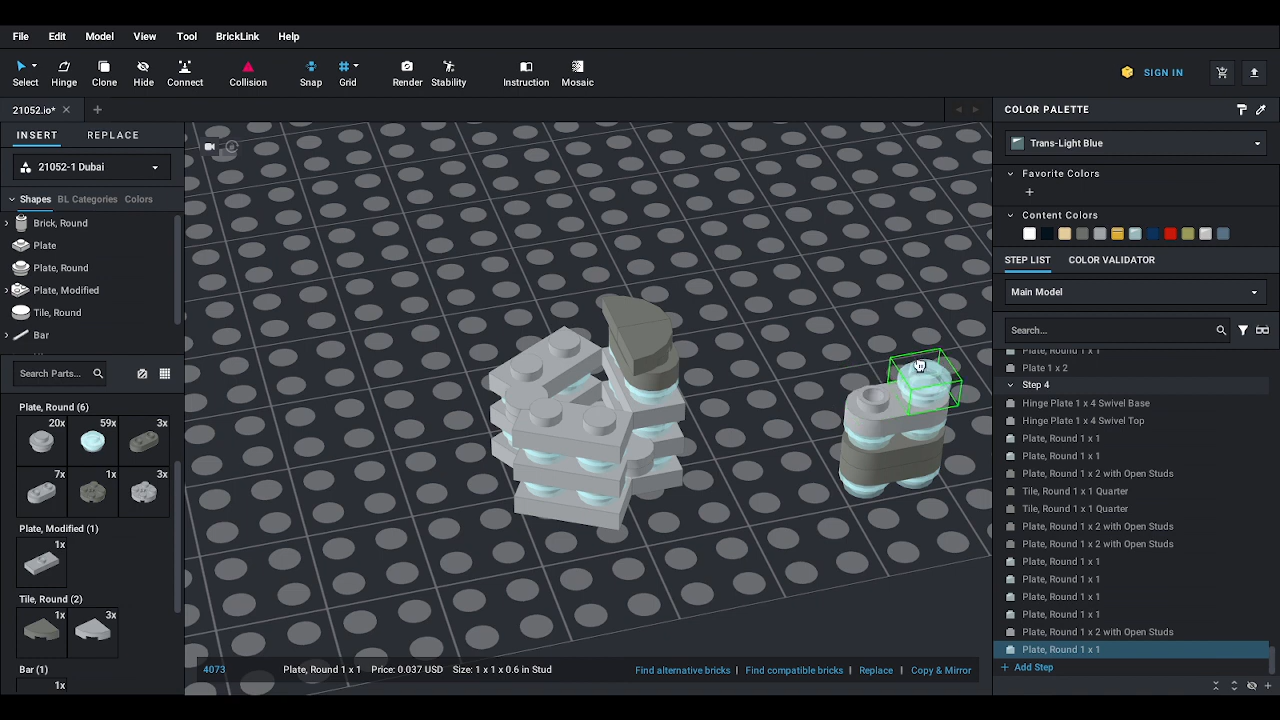 File Edit Model View Tool BrickLink Help
Select Hinge Clone Hide Connect Collision Snap Grid Render Stability Instruction Mosaic SIGN IN
21052.io*
INSERT REPLACE
21052-1 Dubai
Shapes BL Categories Colors
Brick, Round
Plate
Plate, Round
Plate, Modified
Tile, Round
Bar
Search Parts...
Plate, Round (6)
20x 59x 3x
7x 1x 3x
Plate, Modified (1)
1x
Tile, Round (2)
1x 3x
Bar (1)
1x
4073 Plate, Round 1 x 1 Price: 0.037 USD Size: 1 x 1 x 0.6 in Stud Find alternative bricks | Find compatible bricks | Replace | Copy & Mirror
COLOR PALETTE
Trans-Light Blue
Favorite Colors
+
Content Colors
STEP LIST COLOR VALIDATOR
Main Model
Search...
Plate, Round 1 x 1
Plate 1 x 2
Step 4
Hinge Plate 1 x 4 Swivel Base
Hinge Plate 1 x 4 Swivel Top
Plate, Round 1 x 1
Plate, Round 1 x 1
Plate, Round 1 x 2 with Open Studs
Tile, Round 1 x 1 Quarter
Tile, Round 1 x 1 Quarter
Plate, Round 1 x 2 with Open Studs
Plate, Round 1 x 2 with Open Studs
Plate, Round 1 x 1
Plate, Round 1 x 1
Plate, Round 1 x 1
Plate, Round 1 x 1
Plate, Round 1 x 2 with Open Studs
Plate, Round 1 x 1
+ Add Step